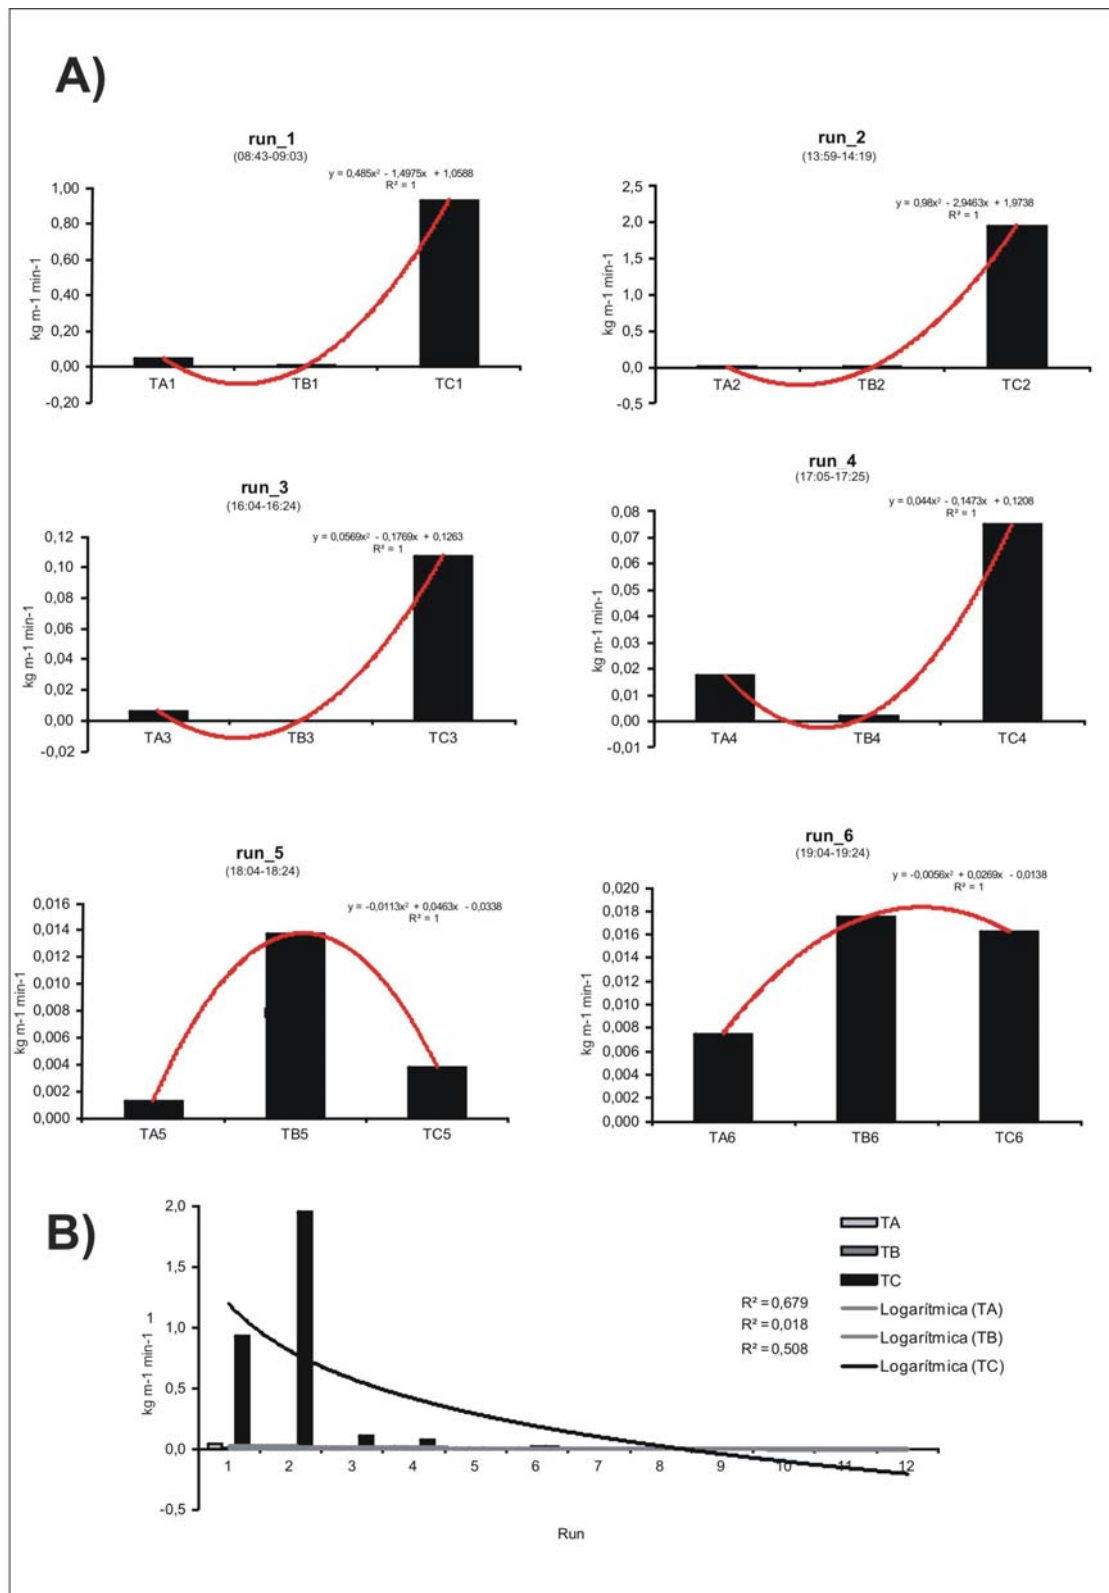 A)
run_1
(08:43-09:03)
y = 0,485x² - 1,4975x + 1,0588
R² = 1
kg m-1 min-1
1,00
0,80
0,60
0,40
0,20
0,00
-0,20
TA1 TB1 TC1
run_2
(13:59-14:19)
y = 0,98x² - 2,9463x + 1,9738
R² = 1
kg m-1 min-1
2,5
2,0
1,5
1,0
0,5
0,0
-0,5
TA2 TB2 TC2
run_3
(16:04-16:24)
y = 0,0569x² - 0,1769x + 0,1263
R² = 1
kg m-1 min-1
0,12
0,10
0,08
0,06
0,04
0,02
0,00
-0,02
TA3 TB3 TC3
run_4
(17:05-17:25)
y = 0,044x² - 0,1473x + 0,1208
R² = 1
kg m-1 min-1
0,08
0,07
0,06
0,05
0,04
0,03
0,02
0,01
0,00
-0,01
TA4 TB4 TC4
run_5
(18:04-18:24)
y = -0,0113x² + 0,0463x - 0,0338
R² = 1
kg m-1 min-1
0,016
0,014
0,012
0,010
0,008
0,006
0,004
0,002
0,000
TA5 TB5 TC5
run_6
(19:04-19:24)
y = -0,0056x² + 0,0269x - 0,0138
R² = 1
kg m-1 min-1
0,020
0,018
0,016
0,014
0,012
0,010
0,008
0,006
0,004
0,002
0,000
TA6 TB6 TC6
B)
kg m-1 min-1
2,0
1,5
1,0
0,5
0,0
-0,5
1 2 3 4 5 6 7 8 9 10 11 12
Run
TA
TB
TC
R² = 0,679
Logarítmica (TA)
R² = 0,018
Logarítmica (TB)
R² = 0,508
Logarítmica (TC)